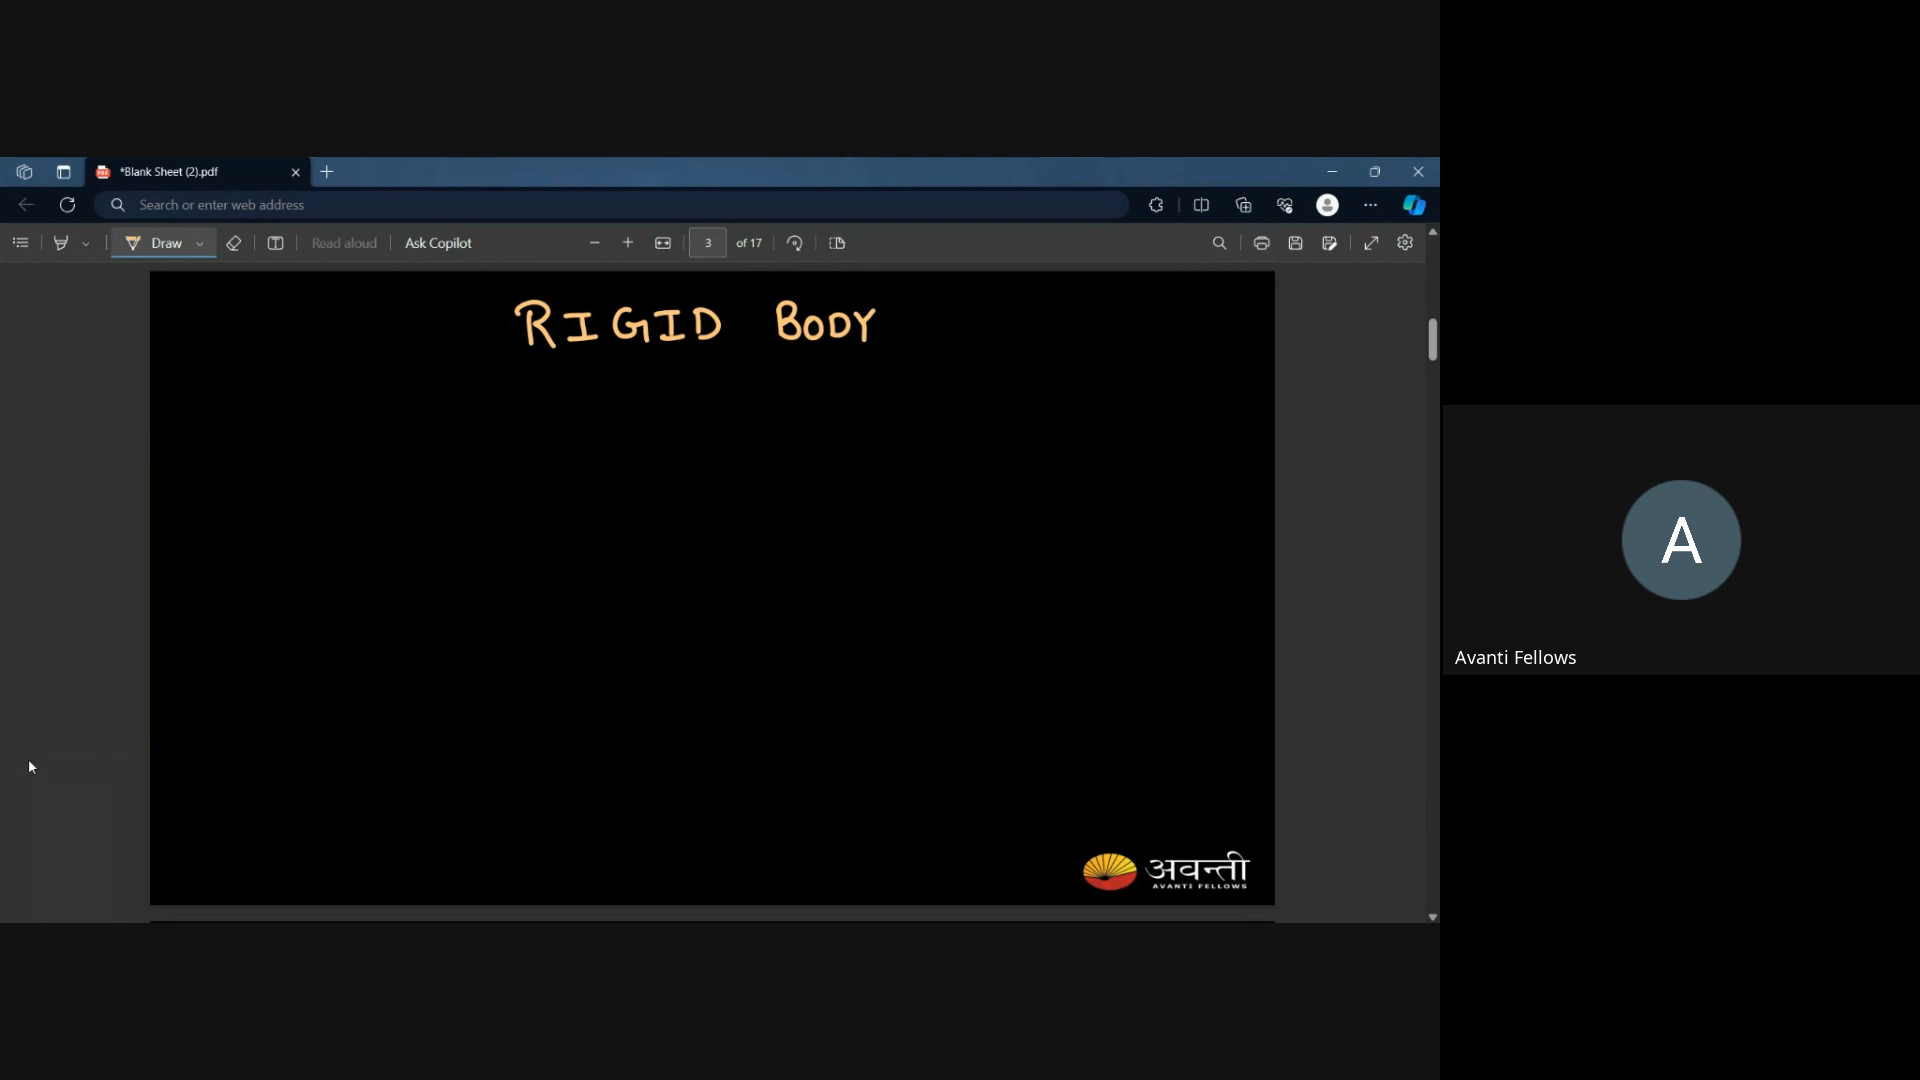 *Blank Sheet (2).pdf
Search or enter web address
Draw
Read aloud
Ask Copilot
3 of 17
RIGID BODY
अवन्ती
AVANTI FELLOWS
A
Avanti Fellows